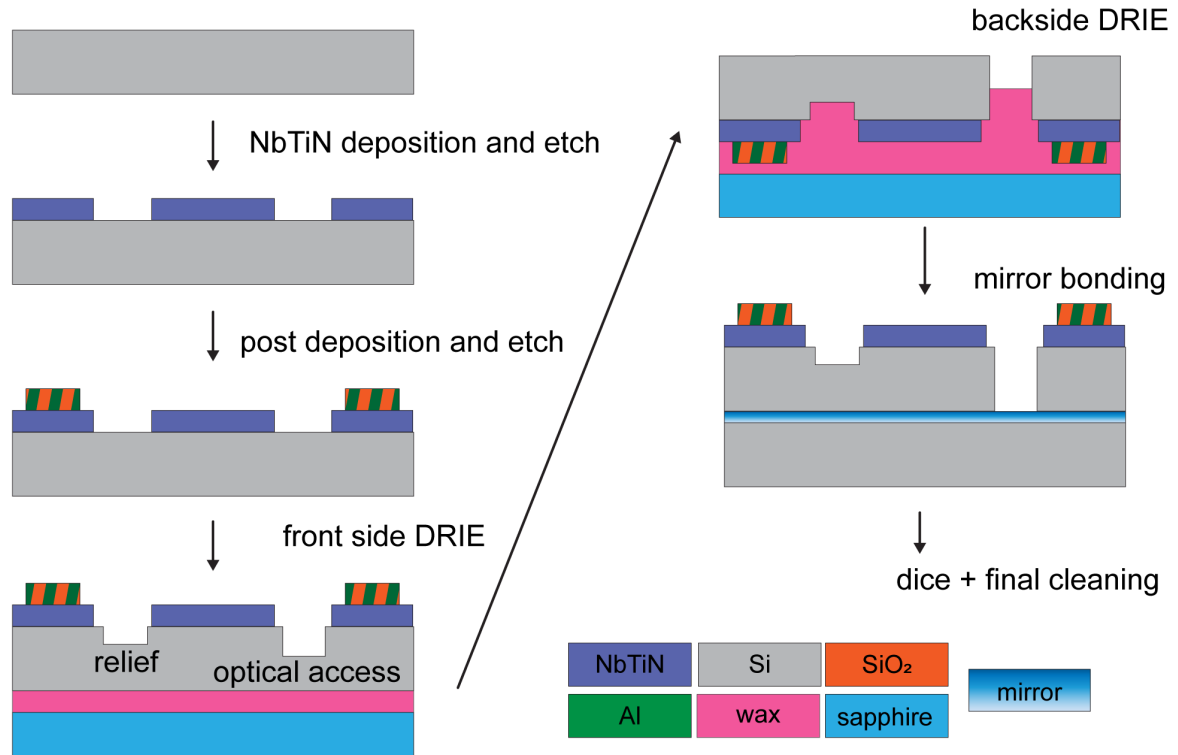 NbTiN deposition and etch
post deposition and etch
front side DRIE
relief
optical access
backside DRIE
mirror bonding
dice + final cleaning
NbTiN
Si
SiO₂
mirror
Al
wax
sapphire